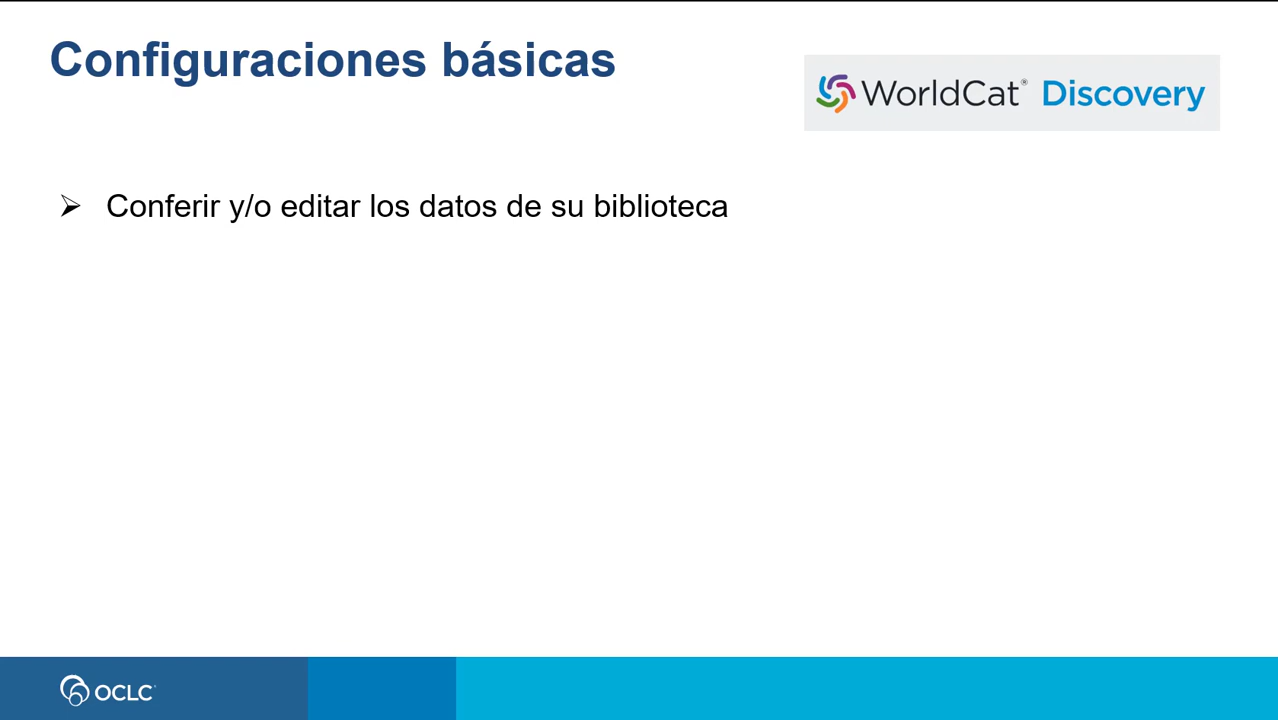 Configuraciones básicas
WorldCat® Discovery
➢ Conferir y/o editar los datos de su biblioteca
OCLC